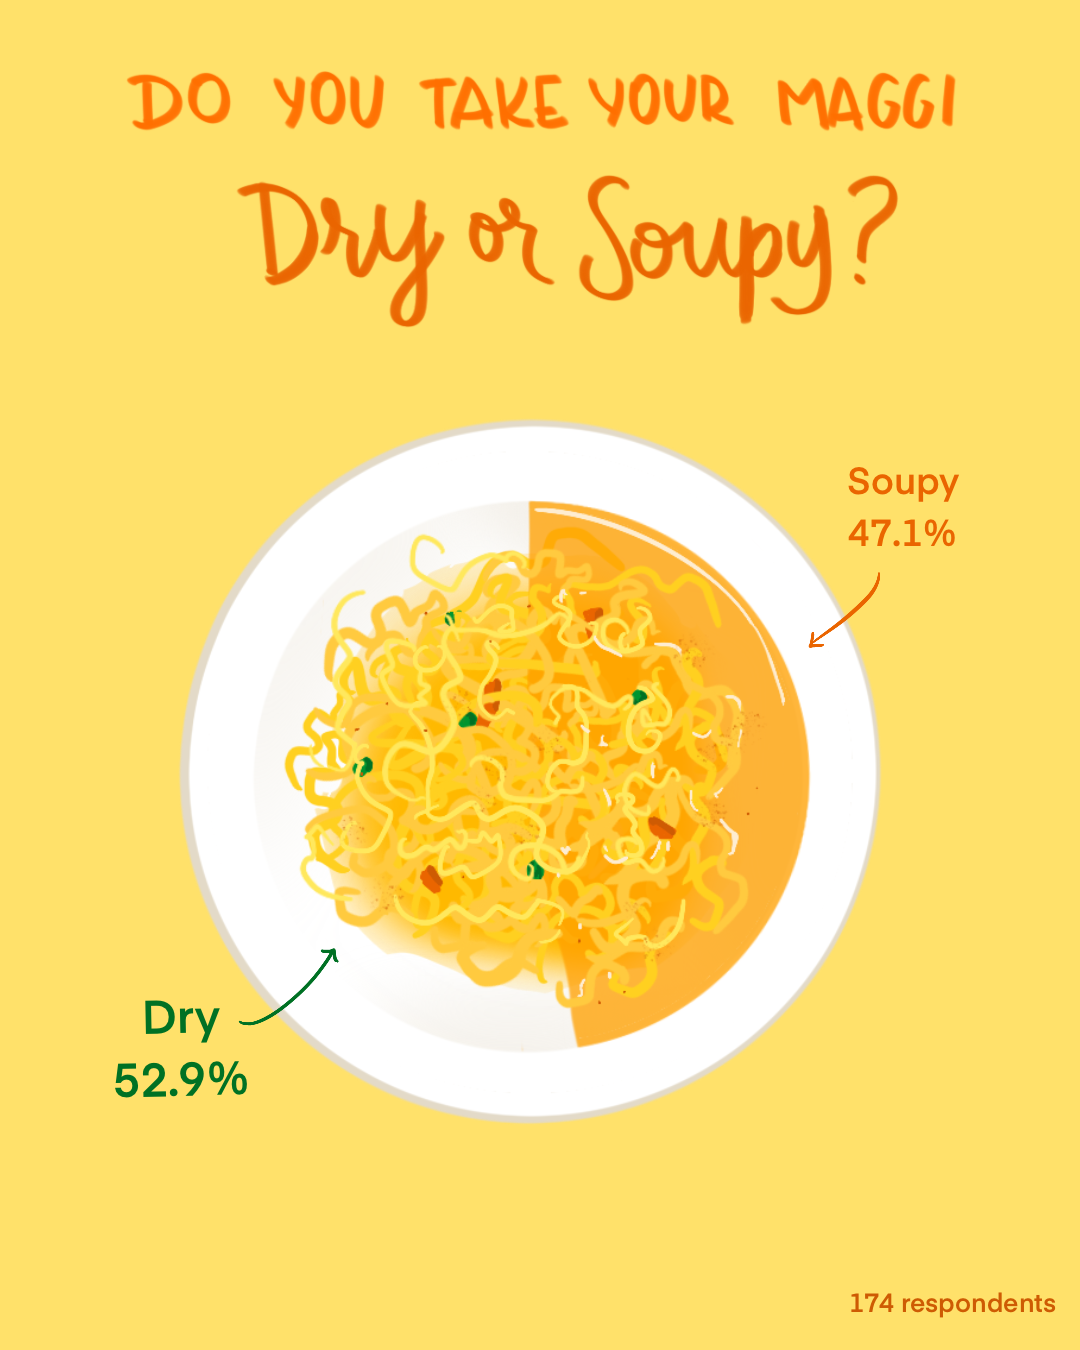 DO YOU TAKE YOUR MAGGI
Dry or Soupy?
Soupy
47.1%
Dry
52.9%
174 respondents